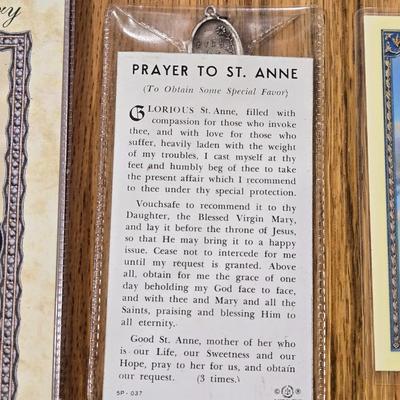 ry
PRAYER TO ST. ANNE
(To Obtain Some Special Favor)
GLORIOUS St. Anne, filled with
compassion for those who invoke
thee, and with love for those who
suffer, heavily laden with the weight
of my troubles, I cast myself at thy
feet and humbly beg of thee to take
the present affair which I recommend
to thee under thy special protection.
Vouchsafe to recommend it to thy
Daughter, the Blessed Virgin Mary,
and lay it before the throne of Jesus,
so that He may bring it to a happy
issue. Cease not to intercede for me
until my request is granted. Above
all, obtain for me the grace of one
day beholding my God face to face,
and with thee and Mary and all the
Saints, praising and blessing Him to
all eternity.
Good St. Anne, mother of her who
is our Life, our Sweetness and our
Hope, pray to her for us, and obtain
our request. (3 times.)
SP - 037